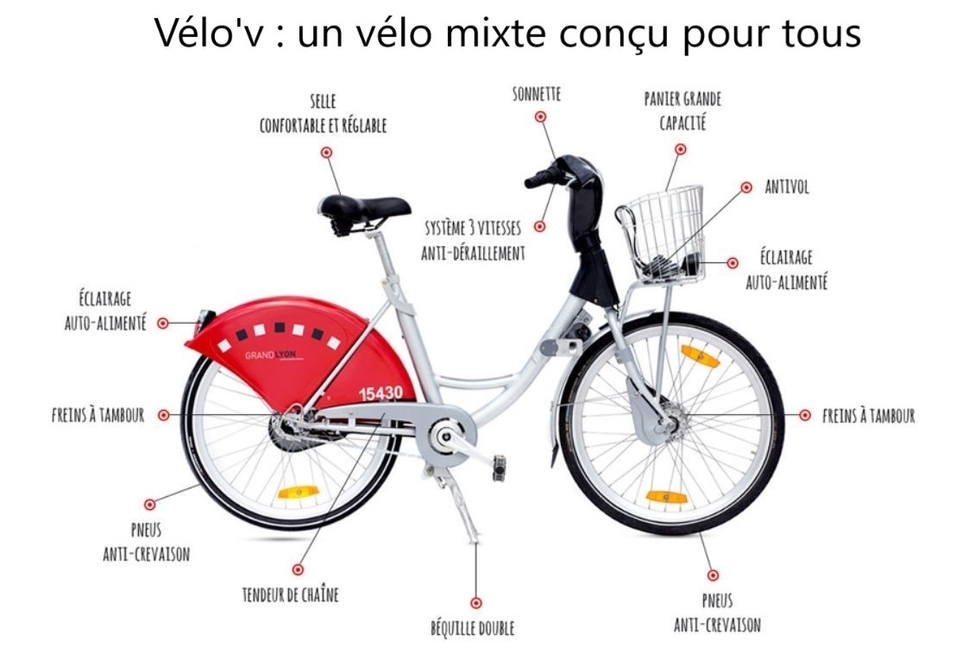 Vélo'v : un vélo mixte conçu pour tous
SELLE
CONFORTABLE ET RÉGLABLE
SONNETTE
PANIER GRANDE
CAPACITÉ
ANTIVOL
SYSTÈME 3 VITESSES
ANTI-DÉRAILLEMENT
ÉCLAIRAGE
AUTO-ALIMENTÉ
ÉCLAIRAGE
AUTO-ALIMENTÉ
GRANDLYON
15430
FREINS À TAMBOUR
FREINS À TAMBOUR
PNEUS
ANTI-CREVAISON
TENDEUR DE CHAÎNE
BÉQUILLE DOUBLE
PNEUS
ANTI-CREVAISON